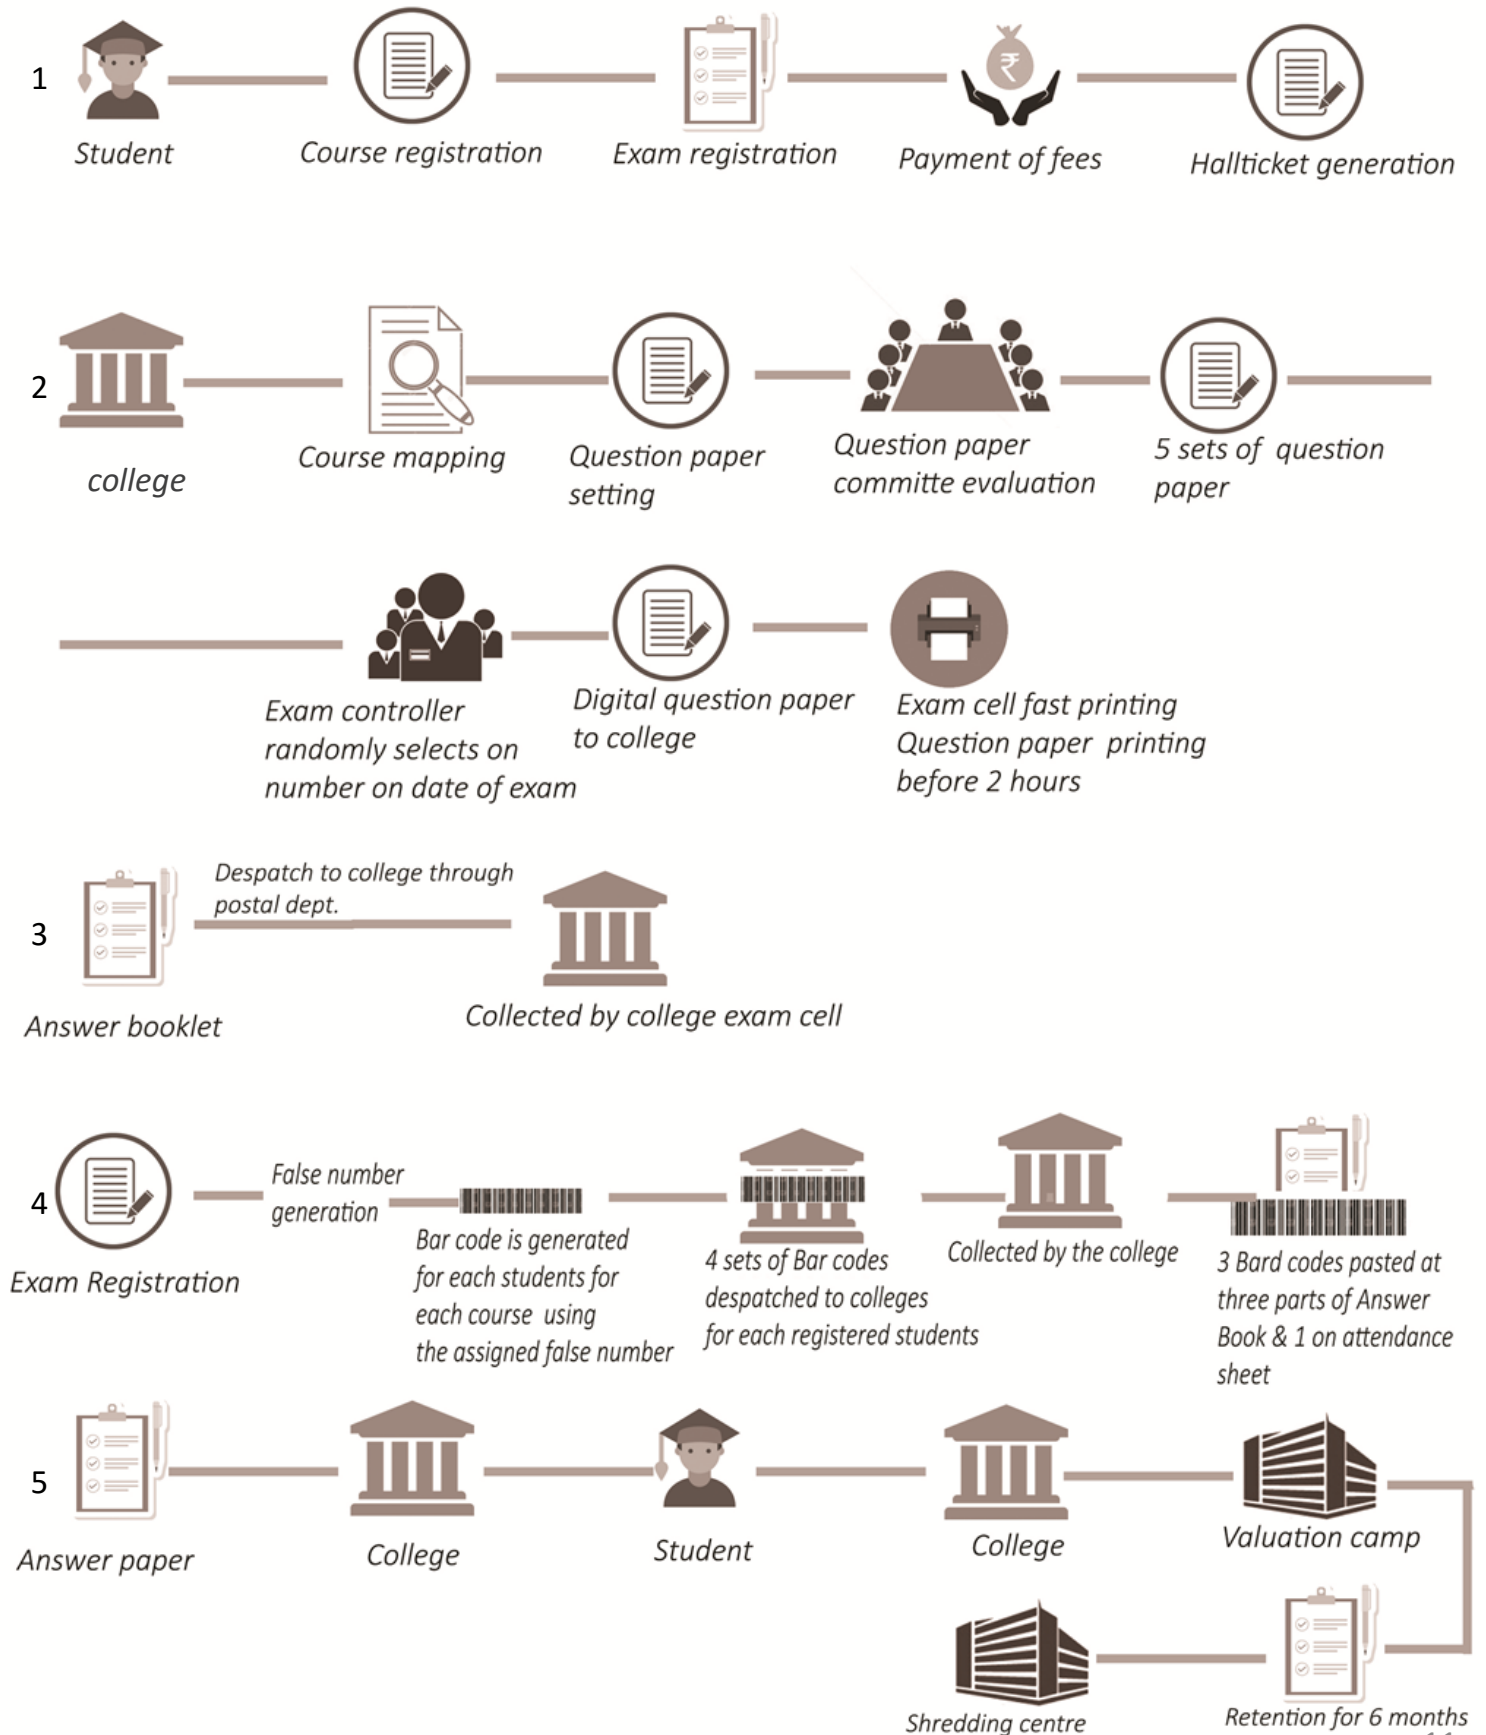 1
Student
Course registration
Exam registration
Payment of fees
Hallticket generation
2
college
Course mapping
Question paper
setting
Question paper
committe evaluation
5 sets of question
paper
Exam controller
randomly selects on
number on date of exam
Digital question paper
to college
Exam cell fast printing
Question paper printing
before 2 hours
3
Answer booklet
Despatch to college through
postal dept.
Collected by college exam cell
4
Exam Registration
False number
generation
Bar code is generated
for each students for
each course using
the assigned false number
4 sets of Bar codes
despatched to colleges
for each registered students
Collected by the college
3 Bard codes pasted at
three parts of Answer
Book & 1 on attendance
sheet
5
Answer paper
College
Student
College
Valuation camp
Shredding centre
Retention for 6 months